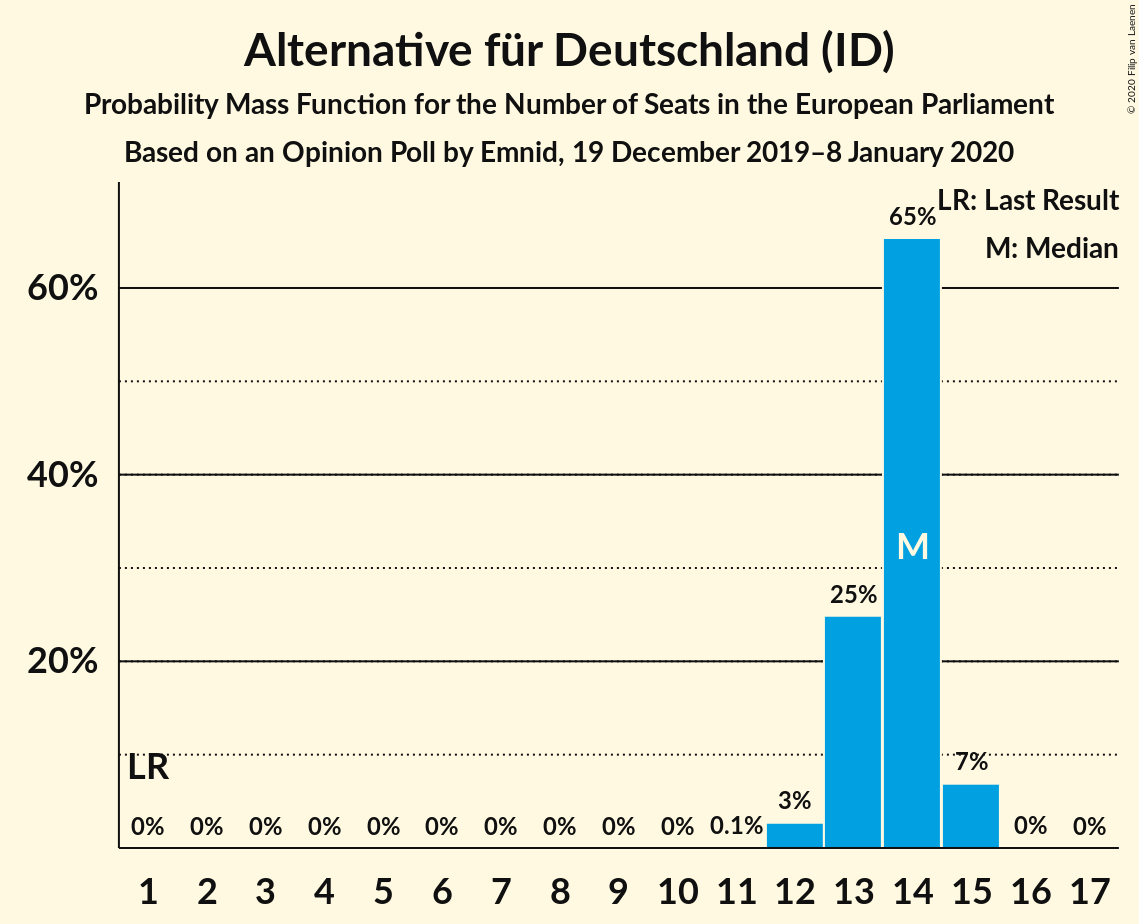 Alternative für Deutschland (ID)
Probability Mass Function for the Number of Seats in the European Parliament
Based on an Opinion Poll by Emnid, 19 December 2019–8 January 2020
© 2020 Filip van Laenen
LR: Last Result
M: Median
65%
60%
40%
M
25%
20%
LR
7%
3%
0% 0% 0% 0% 0% 0% 0% 0% 0% 0% 0.1% 0% 0%
1 2 3 4 5 6 7 8 9 10 11 12 13 14 15 16 17